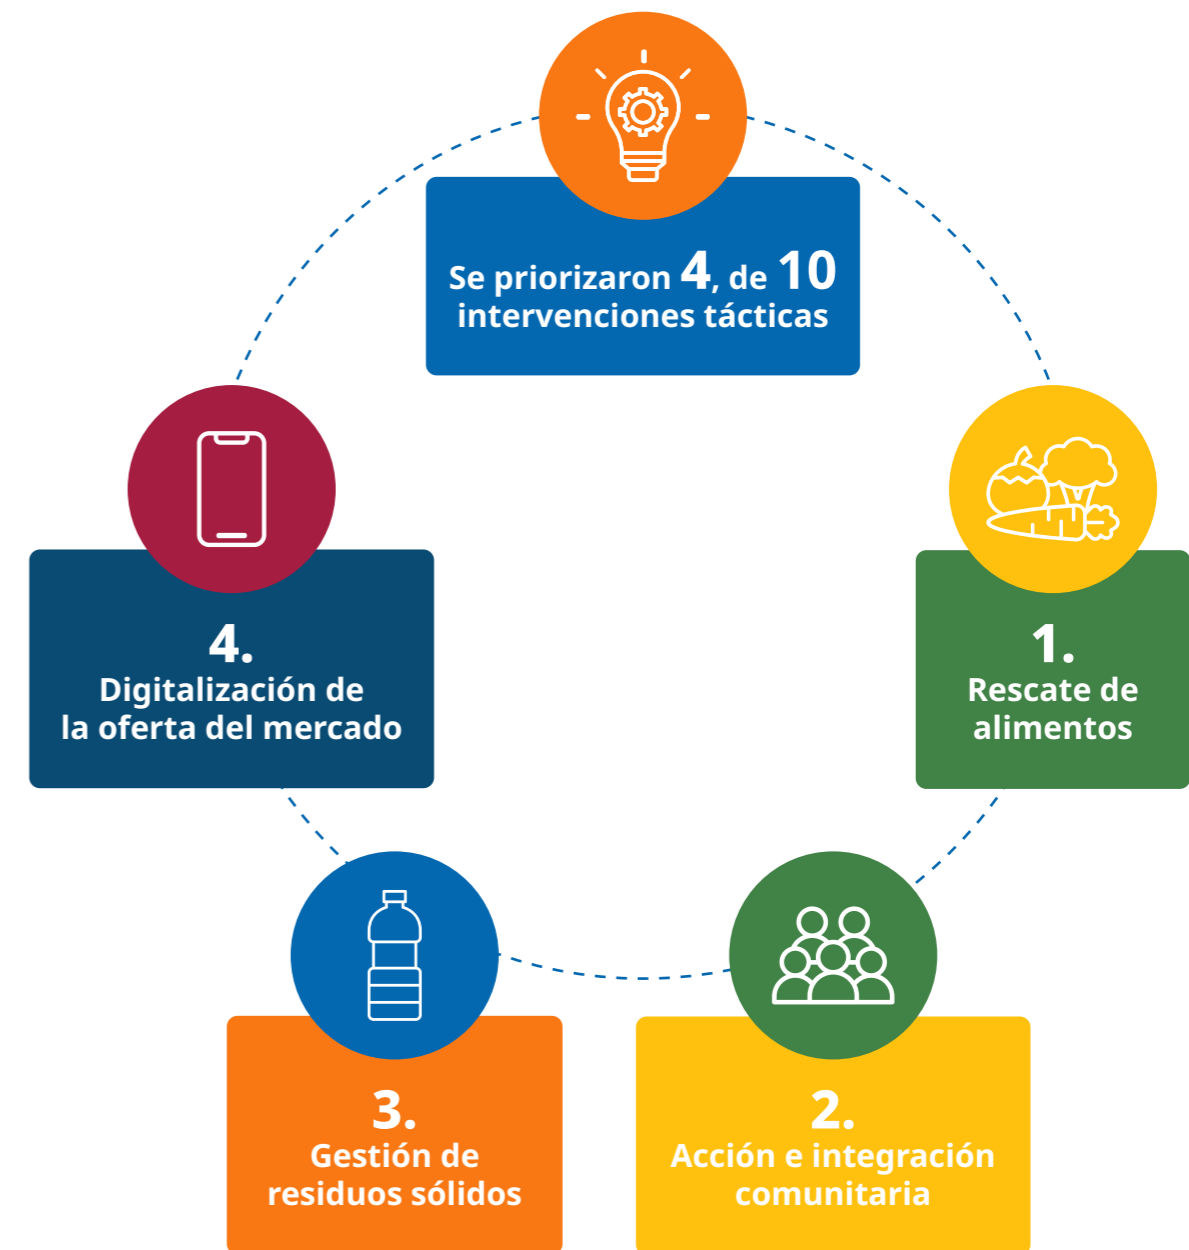 Se priorizaron 4, de 10
intervenciones tácticas
1.
Rescate de
alimentos
2.
Acción e integración
comunitaria
3.
Gestión de
residuos sólidos
4.
Digitalización de
la oferta del mercado